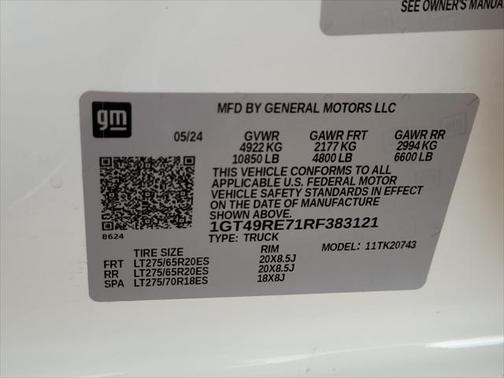 SEE OWNER'S MANUA
gm
MFD BY GENERAL MOTORS LLC
05/24 GVWR GAWR FRT GAWR RR
4922 KG 2177 KG 2994 KG
10850 LB 4800 LB 6600 LB
THIS VEHICLE CONFORMS TO ALL
APPLICABLE U.S. FEDERAL MOTOR
VEHICLE SAFETY STANDARDS IN EFFECT
ON THE DATE OF MANUFACTURE
SHOWN ABOVE.
1GT49RE71RF383121
8624
TYPE: TRUCK MODEL: 11TK20743
TIRE SIZE RIM
FRT LT275/65R20ES 20X8.5J
RR LT275/65R20ES 20X8.5J
SPA LT275/70R18ES 18X8J